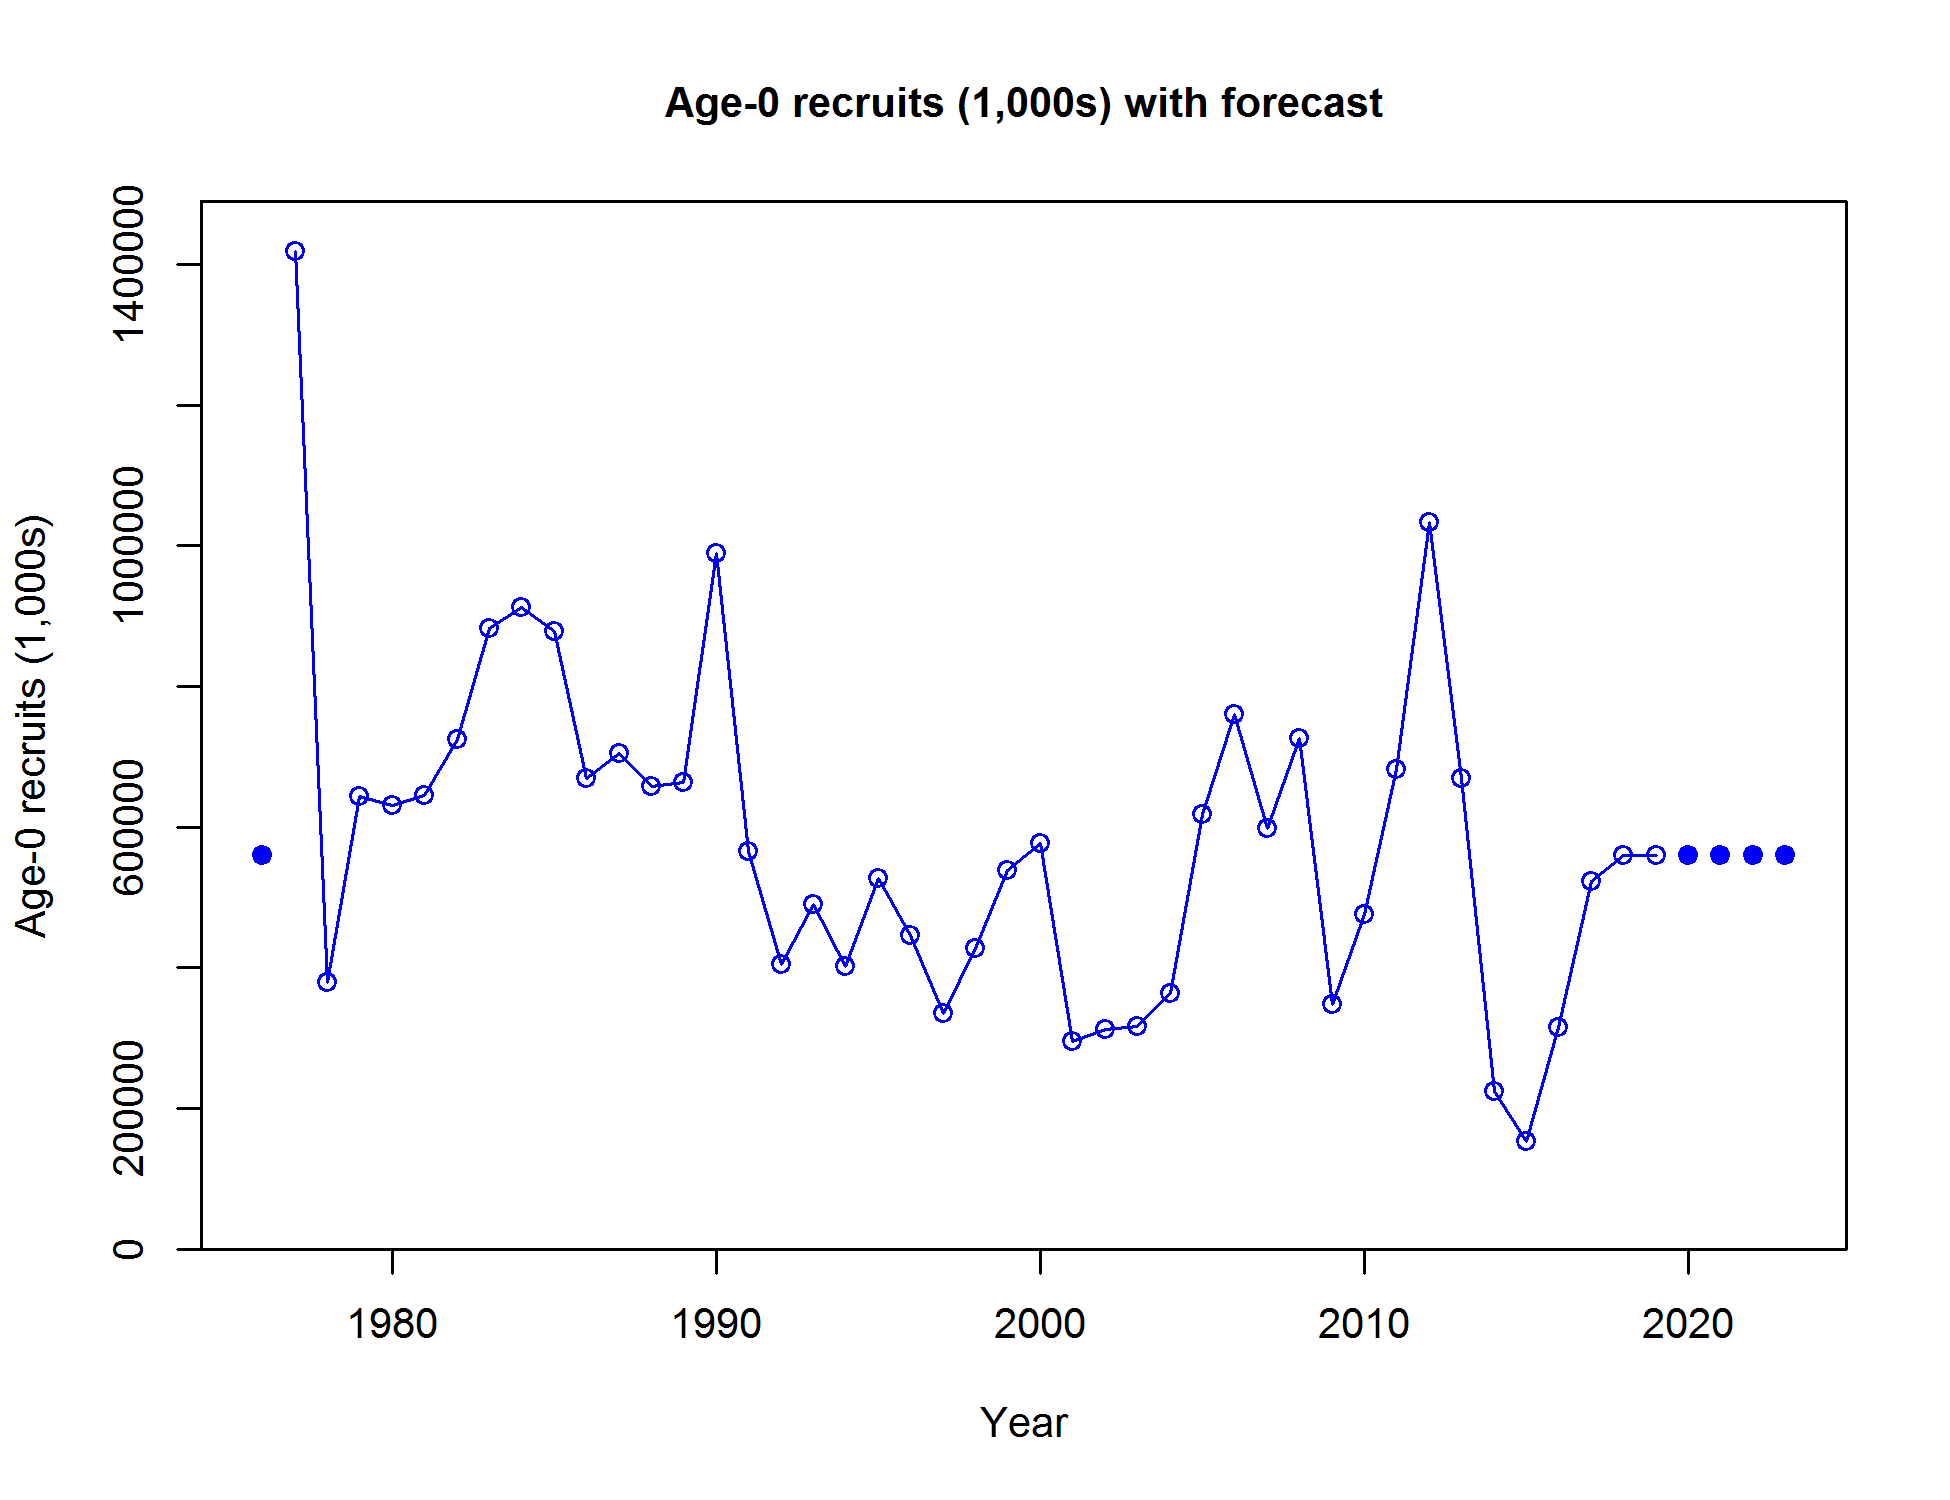 Age-0 recruits (1,000s) with forecast
Age-0 recruits (1,000s)
1400000
1000000
600000
200000
0
1980 1990 2000 2010 2020
Year